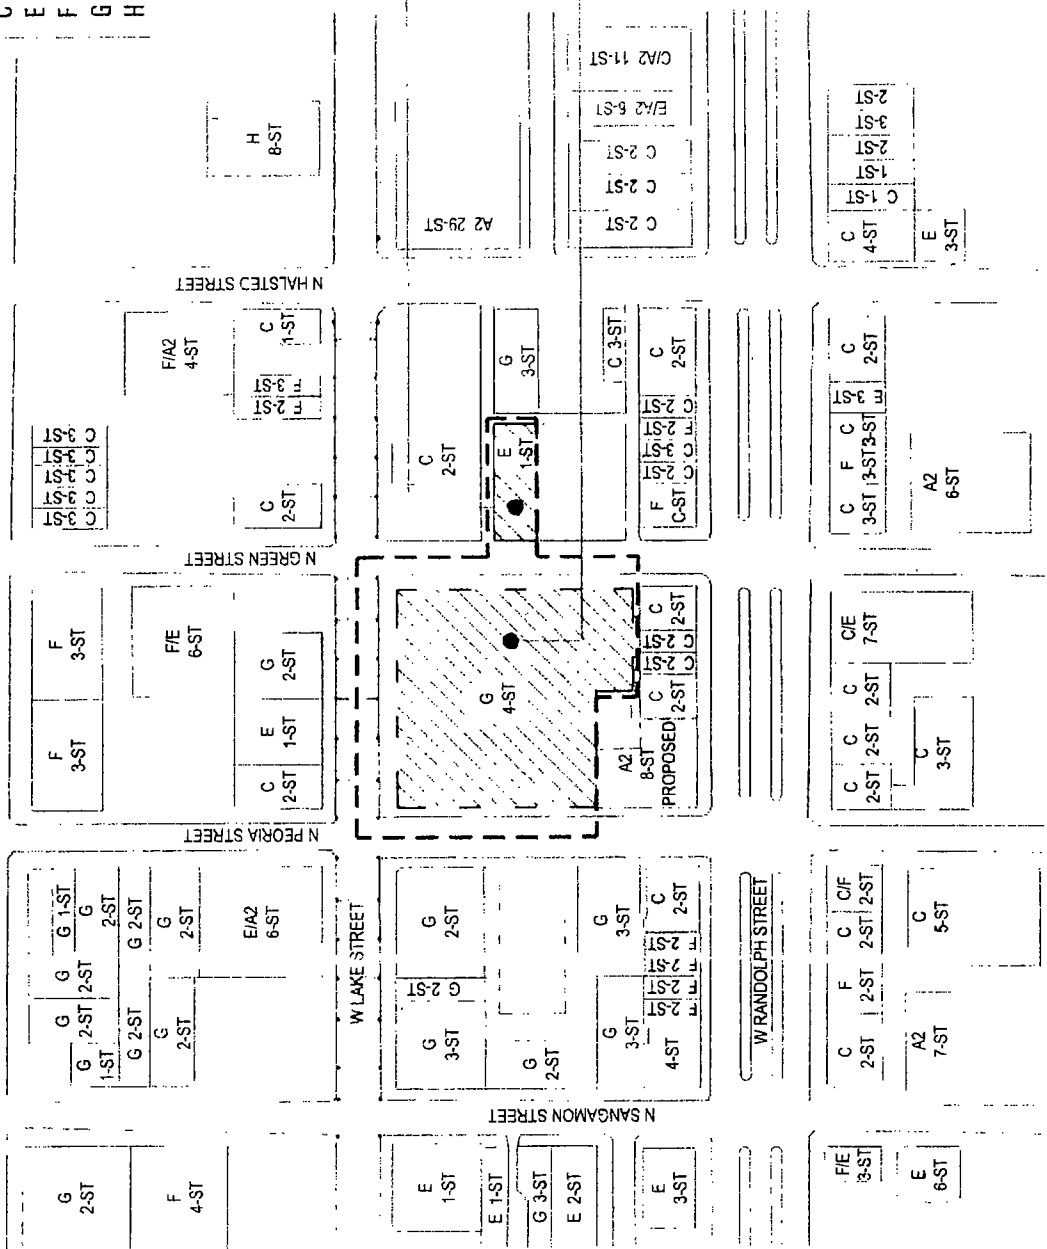 C
E
F
G
H
H
8-ST
A2 29-ST
C/A2 11-ST
C 2-ST
C 2-ST
C 2-ST
2-ST
3-ST
2-ST
1-ST
C 1-ST
C
4-ST
E
3-ST
N HALSTED STREET
F/A2
4-ST
C
1-ST
F 3-ST
F 2-ST
C 3-ST
C 3-ST
C 3-ST
C 3-ST
C 3-ST
C
2-ST
C
2-ST
G
3-ST
E
1-ST
C 3-ST
C
2-ST
C 2-ST
F 2-ST
C 3-ST
C 2-ST
F
C-ST
C
2-ST
E 3-ST
C
3-ST
F
3-ST
C
3-ST
A2
6-ST
N GREEN STREET
F
3-ST
F
3-ST
F/E
6-ST
G
2-ST
E
1-ST
C
2-ST
G
4-ST
C
2-ST
C 2-ST
C 2-ST
C
2-ST
A2
8-ST
PROPOSED
C/E
7-ST
C
2-ST
C
2-ST
C
2-ST
C
3-ST
N PEORIA STREET
G 1-ST
G
2-ST
G 2-ST
G
2-ST
E/A2
6-ST
G
2-ST
G
2-ST
G
1-ST
G 2-ST
G
2-ST
W LAKE STREET
G
2-ST
G 2-ST
G
3-ST
G
2-ST
G
3-ST
G
3-ST
C
2-ST
F 2-ST
F 2-ST
F 2-ST
F 2-ST
4-ST
W RANDOLPH STREET
C/F
2-ST
C
2-ST
F
2-ST
C
2-ST
C
5-ST
A2
7-ST
N SANGAMON STREET
G
2-ST
F
4-ST
E
1-ST
E 1-ST
G 3-ST
E 2-ST
E
3-ST
F/E
3-ST
E
6-ST